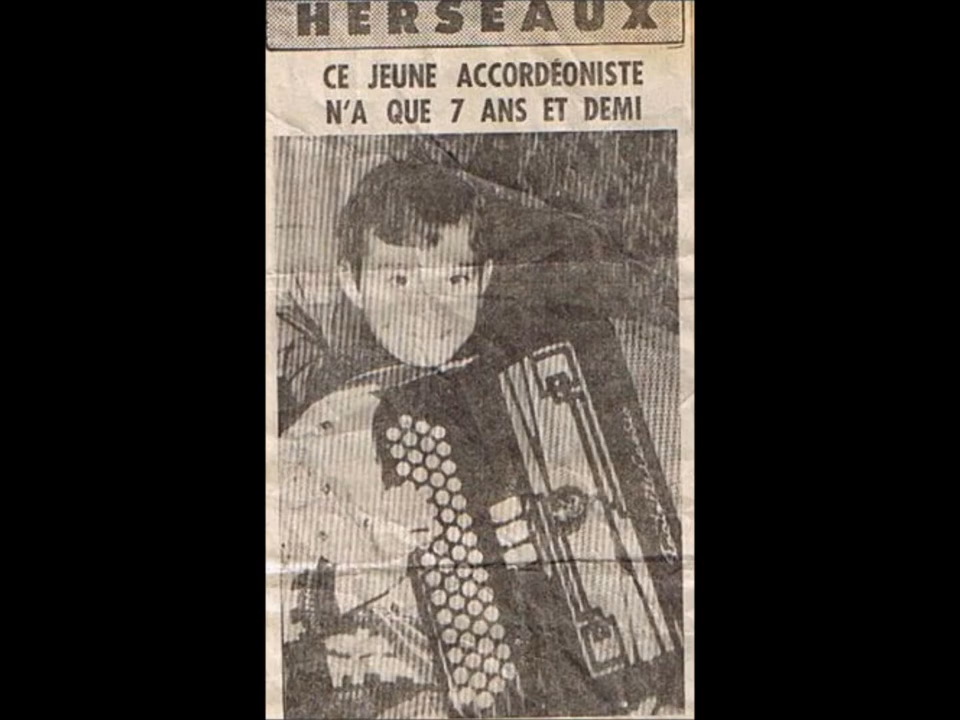 HERSEAUX
CE JEUNE ACCORDÉONISTE
N'A QUE 7 ANS ET DEMI